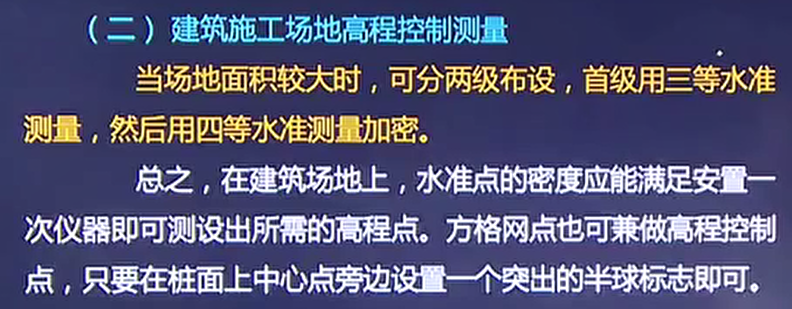 （二）建筑施工场地高程控制测量
当场地面积较大时，可分两级布设，首级用三等水准
测量，然后用四等水准测量加密。
总之，在建筑场地上，水准点的密度应能满足安置一
次仪器即可测设出所需的高程点。方格网点也可兼做高程控制
点，只要在桩面上中心点旁边设置一个突出的半球标志即可。